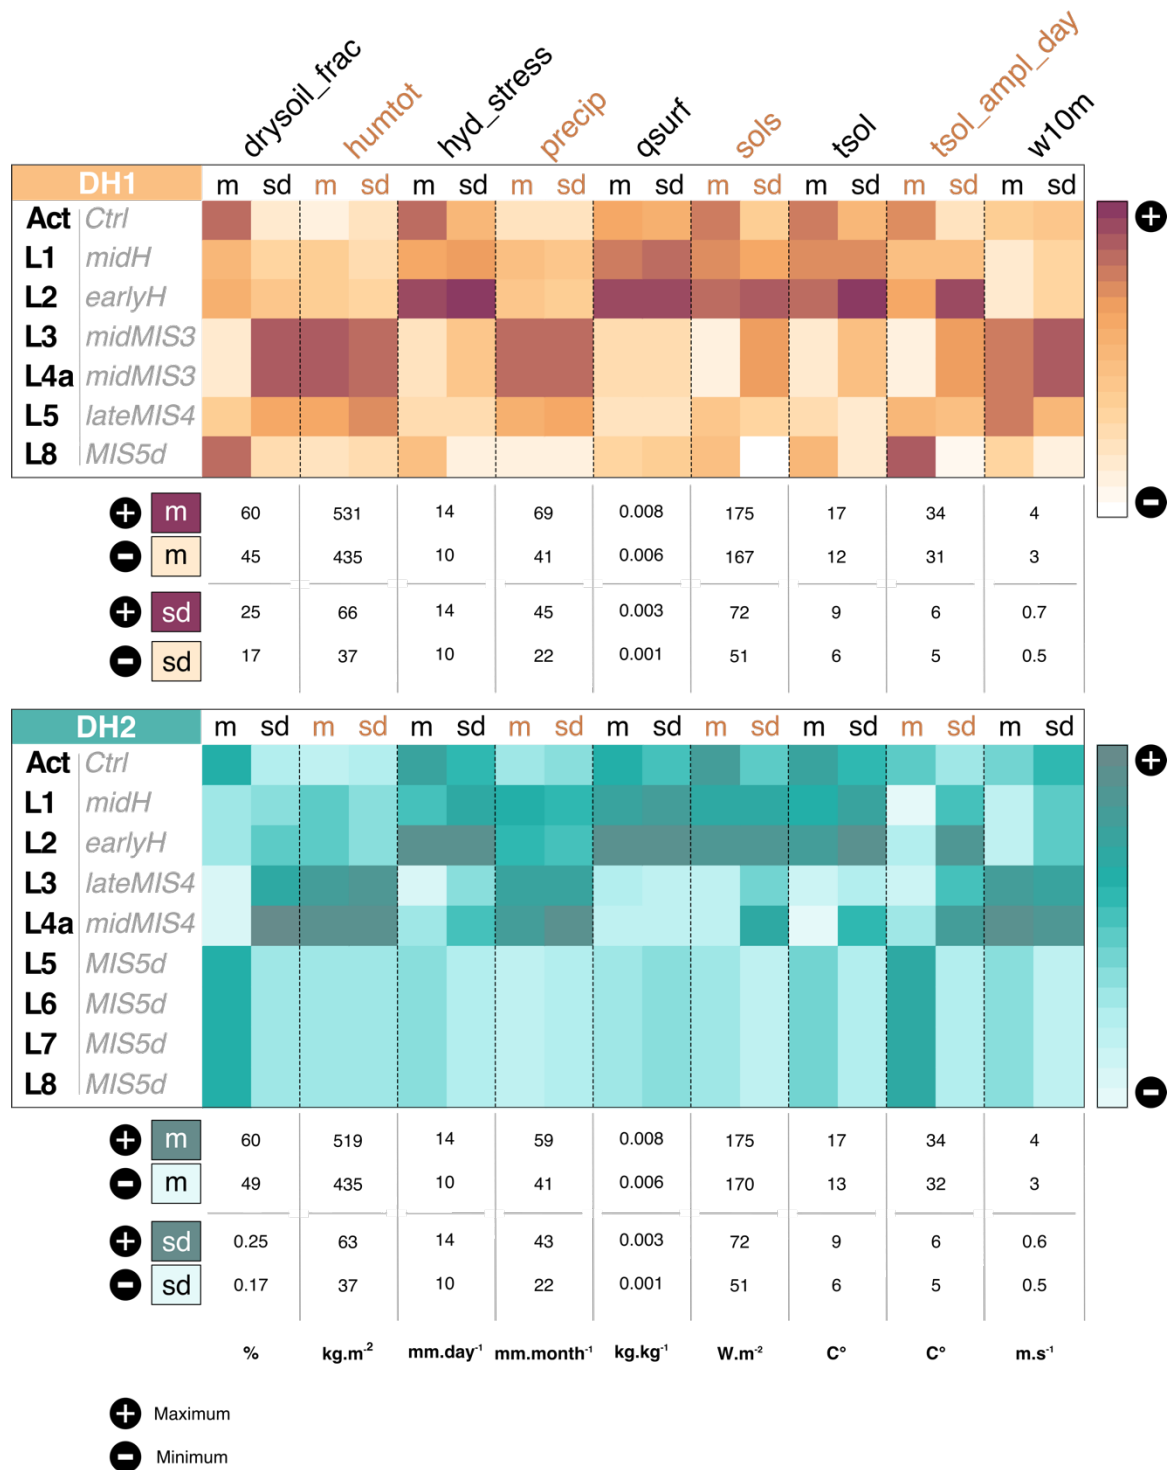 drysoil_frac humtot hyd_stress precip qsurf sols tsol tsol_ampl_day w10m
DH1 m sd m sd m sd m sd m sd m sd m sd m sd m sd
Act Ctrl +
L1 midH
L2 earlyH
L3 midMIS3
L4a midMIS3
L5 lateMIS4
L8 MIS5d -
+ m 60 531 14 69 0.008 175 17 34 4
- m 45 435 10 41 0.006 167 12 31 3
+ sd 25 66 14 45 0.003 72 9 6 0.7
- sd 17 37 10 22 0.001 51 6 5 0.5
DH2 m sd m sd m sd m sd m sd m sd m sd m sd m sd
Act Ctrl +
L1 midH
L2 earlyH
L3 lateMIS4
L4a midMIS4
L5 MIS5d
L6 MIS5d
L7 MIS5d
L8 MIS5d -
+ m 60 519 14 59 0.008 175 17 34 4
- m 49 435 10 41 0.006 170 13 32 3
+ sd 0.25 63 14 43 0.003 72 9 6 0.6
- sd 0.17 37 10 22 0.001 51 6 5 0.5
% kg.m⁻² mm.day⁻¹ mm.month⁻¹ kg.kg⁻¹ W.m⁻² C° C° m.s⁻¹
+ Maximum
- Minimum